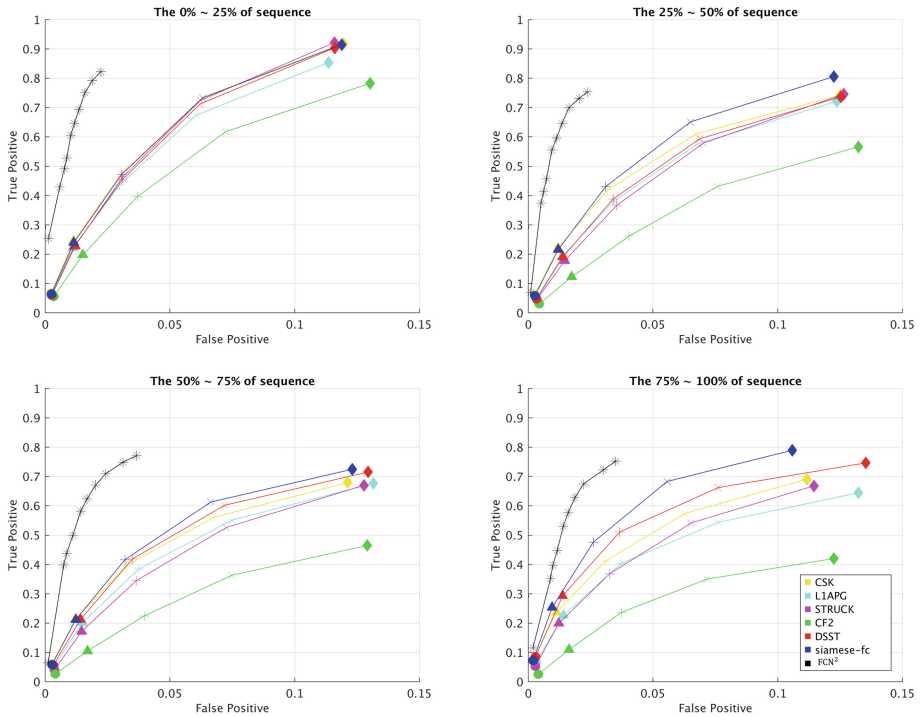 The 0% ~ 25% of sequence
1
0.9
0.8
0.7
0.6
0.5
0.4
0.3
0.2
0.1
0
True Positive
0 0.05 0.1 0.15
False Positive
The 25% ~ 50% of sequence
1
0.9
0.8
0.7
0.6
0.5
0.4
0.3
0.2
0.1
0
True Positive
0 0.05 0.1 0.15
False Positive
The 50% ~ 75% of sequence
1
0.9
0.8
0.7
0.6
0.5
0.4
0.3
0.2
0.1
0
True Positive
0 0.05 0.1 0.15
False Positive
The 75% ~ 100% of sequence
1
0.9
0.8
0.7
0.6
0.5
0.4
0.3
0.2
0.1
0
True Positive
0 0.05 0.1 0.15
False Positive
CSK
L1APG
STRUCK
CF2
DSST
siamese-fc
FCN²